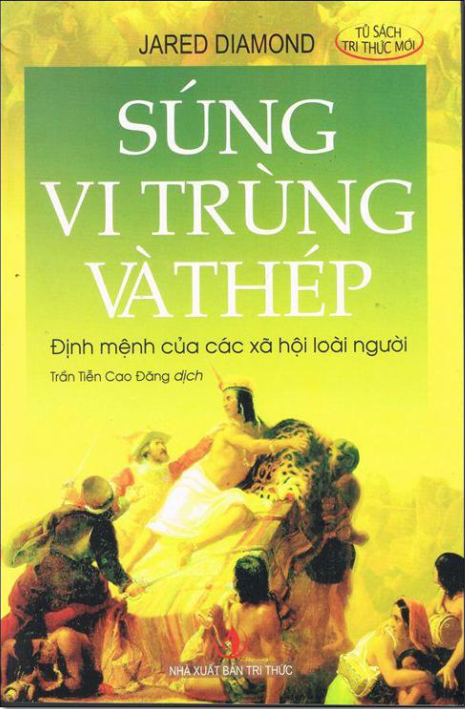 JARED DIAMOND
TỦ SÁCH
TRI THỨC MỚI
SÚNG
VI TRÙNG
VÀ THÉP
Định mệnh của các xã hội loài người
Trần Tiễn Cao Đăng dịch
NHÀ XUẤT BẢN TRI THỨC